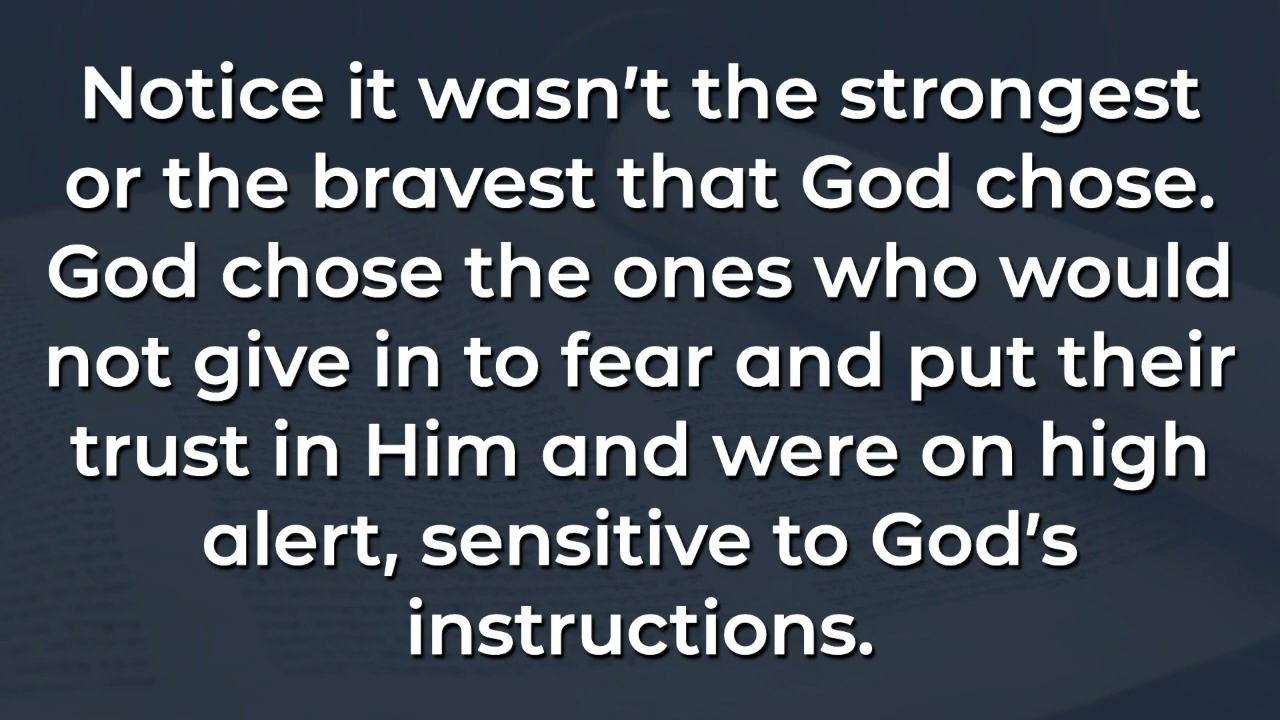 Notice it wasn’t the strongest
or the bravest that God chose.
God chose the ones who would
not give in to fear and put their
trust in Him and were on high
alert, sensitive to God’s
instructions.